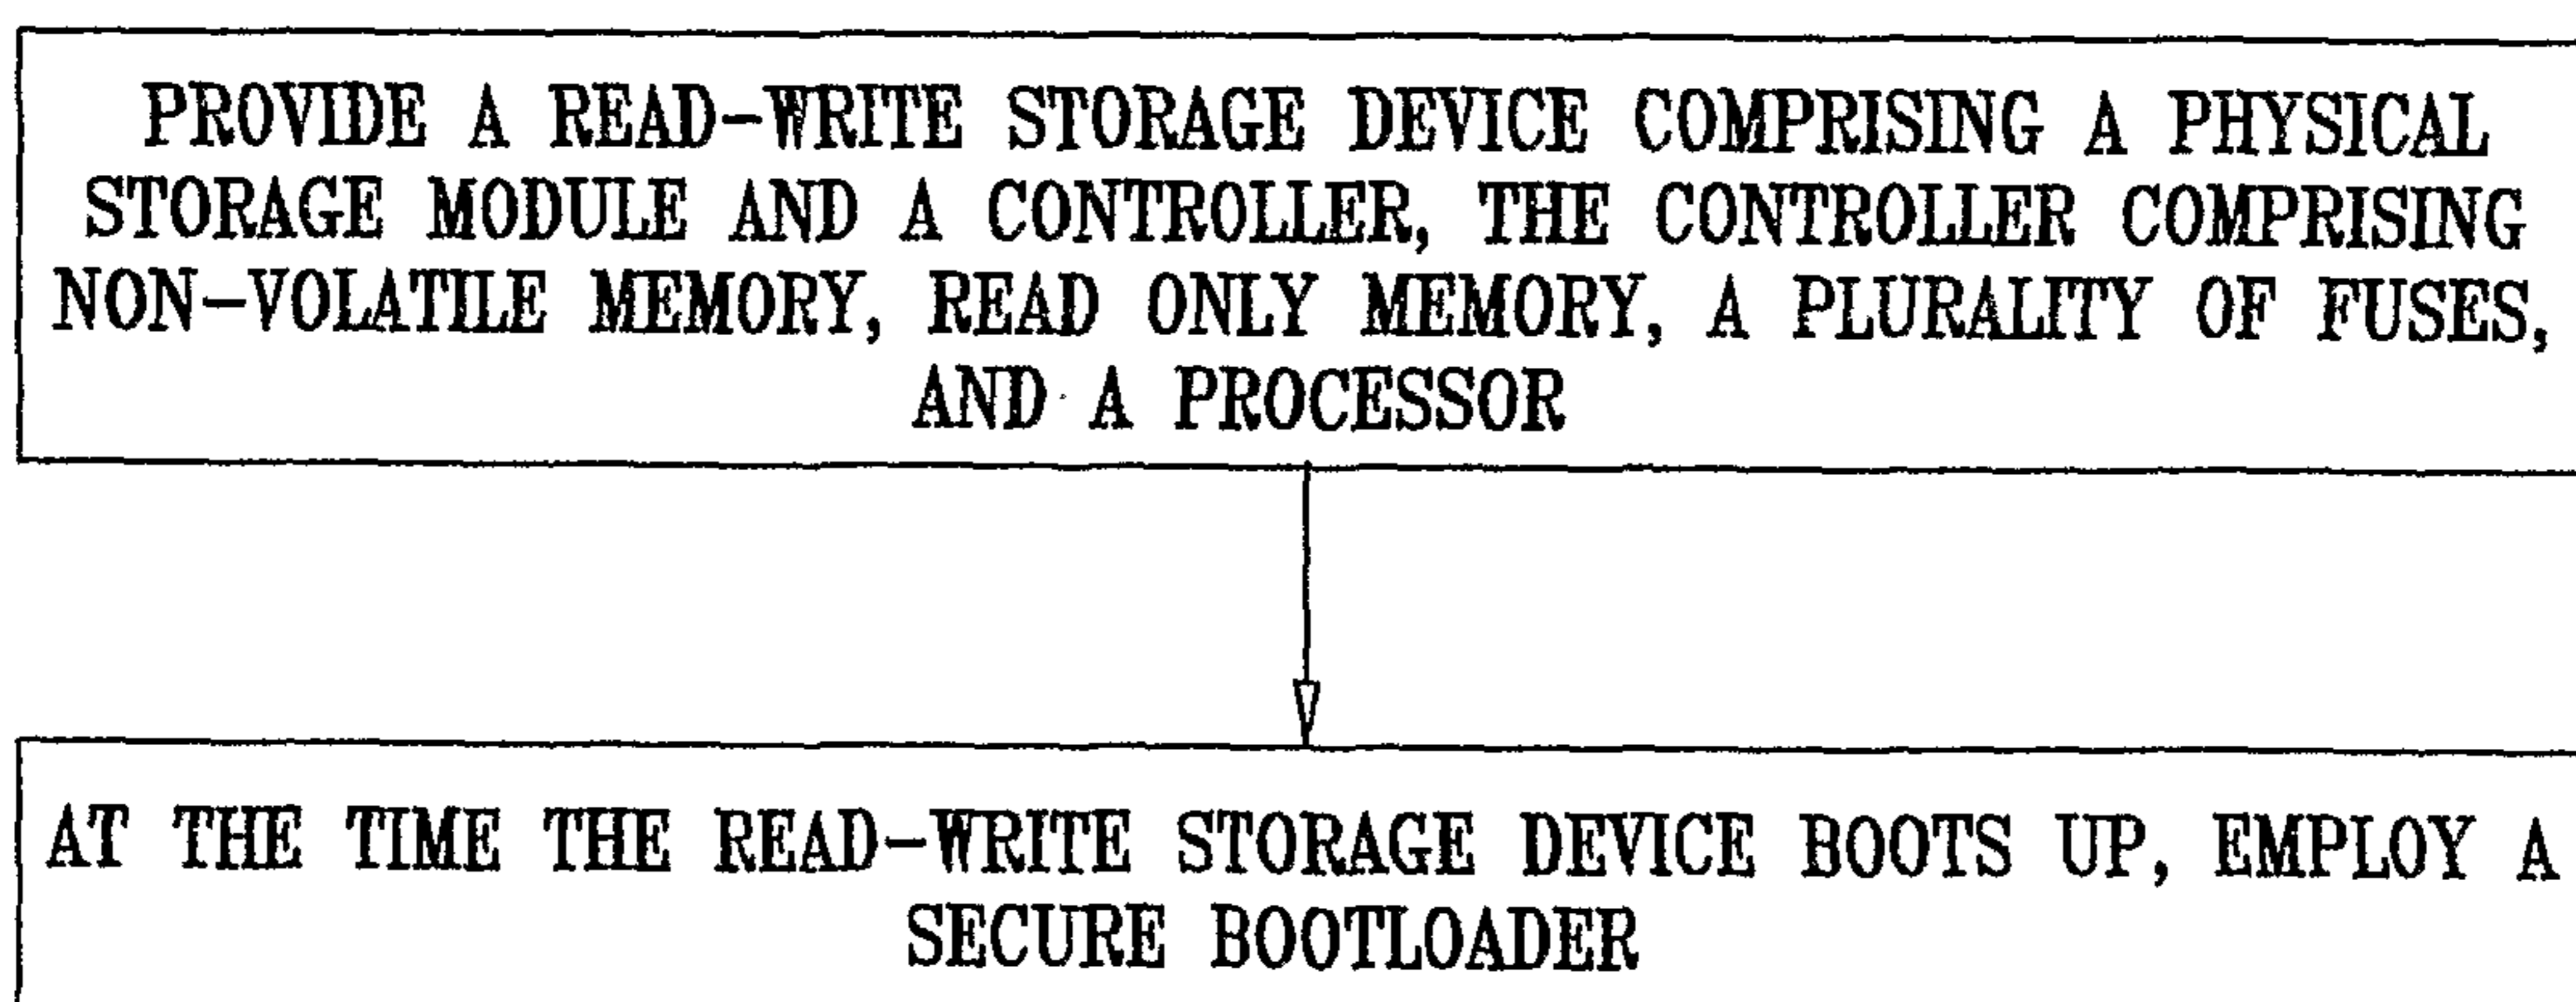 PROVIDE A READ-WRITE STORAGE DEVICE COMPRISING A PHYSICAL
STORAGE MODULE AND A CONTROLLER, THE CONTROLLER COMPRISING
NON-VOLATILE MEMORY, READ ONLY MEMORY, A PLURALITY OF FUSES,
AND A PROCESSOR
AT THE TIME THE READ-WRITE STORAGE DEVICE BOOTS UP, EMPLOY A
SECURE BOOTLOADER